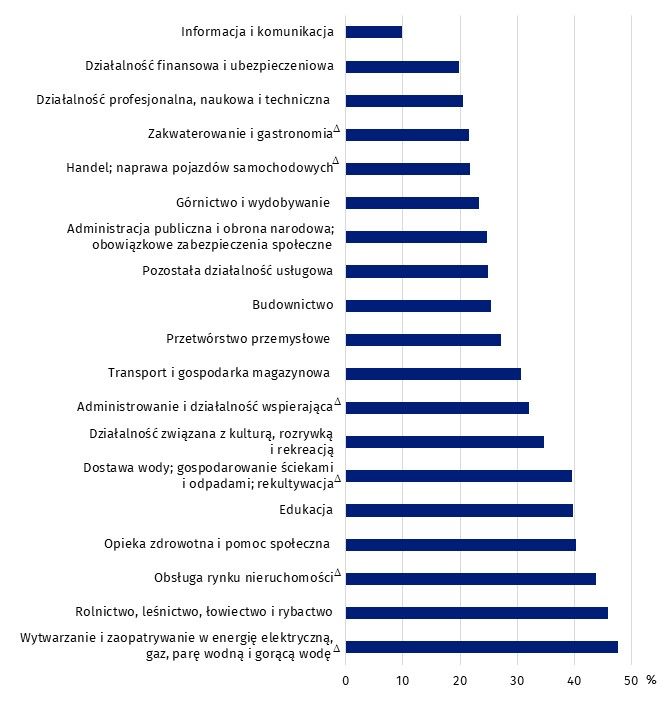 Informacja i komunikacja
Działalność finansowa i ubezpieczeniowa
Działalność profesjonalna, naukowa i techniczna
Zakwaterowanie i gastronomia Δ
Handel; naprawa pojazdów samochodowych Δ
Górnictwo i wydobywanie
Administracja publiczna i obrona narodowa;
obowiązkowe zabezpieczenia społeczne
Pozostała działalność usługowa
Budownictwo
Przetwórstwo przemysłowe
Transport i gospodarka magazynowa
Administrowanie i działalność wspierająca Δ
Działalność związana z kulturą, rozrywką
i rekreacją
Dostawa wody; gospodarowanie ściekami
i odpadami; rekultywacja Δ
Edukacja
Opieka zdrowotna i pomoc społeczna
Obsługa rynku nieruchomości Δ
Rolnictwo, leśnictwo, łowiectwo i rybactwo
Wytwarzanie i zaopatrywanie w energię elektryczną,
gaz, parę wodną i gorącą wodę Δ
0 10 20 30 40 50 %